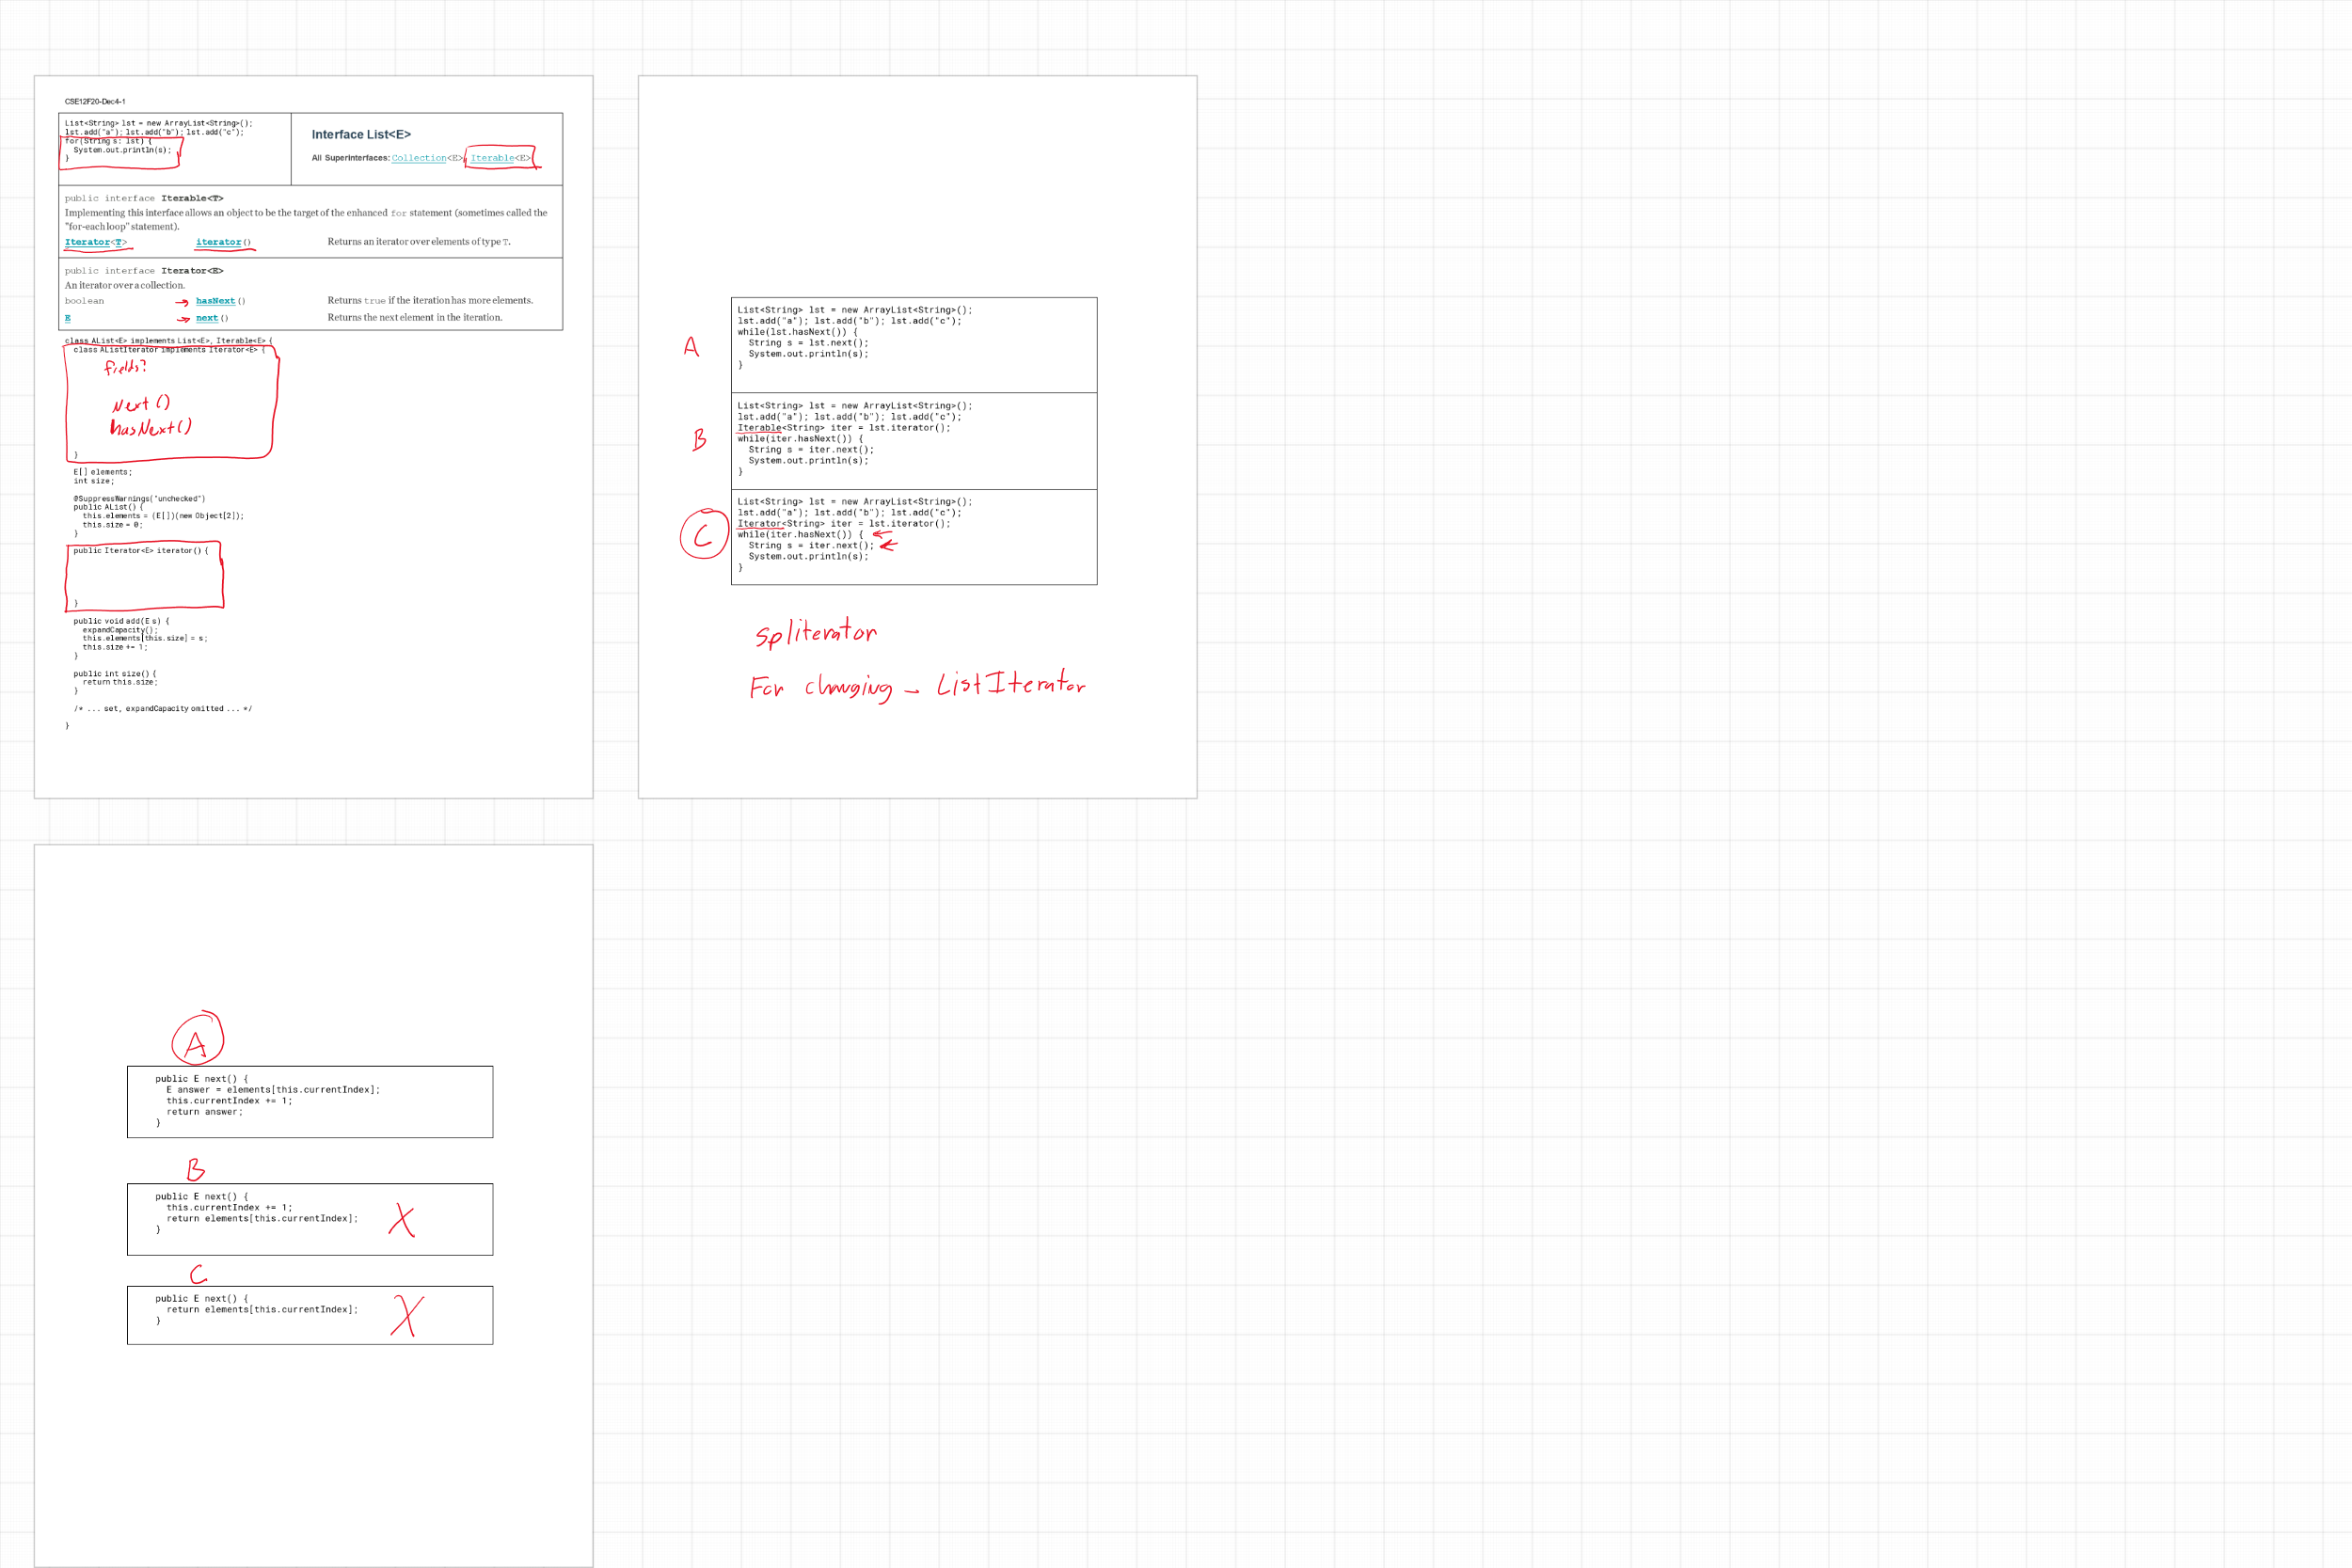 CSE12F20-Dec4-1
List<String> lst = new ArrayList<String>();
lst.add("a"); lst.add("b"); lst.add("c");
for(String s: lst) {
System.out.println(s);
}
Interface List<E>
All Superinterfaces: Collection<E>, Iterable<E>
public interface Iterable<T>
Implementing this interface allows an object to be the target of the enhanced for statement (sometimes called the
"for-each loop" statement).
Iterator<T> iterator() Returns an iterator over elements of type T.
public interface Iterator<E>
An iterator over a collection.
boolean hasNext() Returns true if the iteration has more elements.
E next() Returns the next element in the iteration.
class AList<E> implements List<E>, Iterable<E> {
class AListIterator implements Iterator<E> {
fields?
Next()
hasNext()
}
E[] elements;
int size;
@SuppressWarnings("unchecked")
public AList() {
this.elements = (E[])(new Object[2]);
this.size = 0;
}
public Iterator<E> iterator() {
}
public void add(E s) {
expandCapacity();
this.elements[this.size] = s;
this.size += 1;
}
public int size() {
return this.size;
}
/* ... set, expandCapacity omitted ... */
}
A
List<String> lst = new ArrayList<String>();
lst.add("a"); lst.add("b"); lst.add("c");
while(lst.hasNext()) {
String s = lst.next();
System.out.println(s);
}
B
List<String> lst = new ArrayList<String>();
lst.add("a"); lst.add("b"); lst.add("c");
Iterable<String> iter = lst.iterator();
while(iter.hasNext()) {
String s = iter.next();
System.out.println(s);
}
C
List<String> lst = new ArrayList<String>();
lst.add("a"); lst.add("b"); lst.add("c");
Iterator<String> iter = lst.iterator();
while(iter.hasNext()) {
String s = iter.next();
System.out.println(s);
}
Spliterator
For changing - ListIterator
A
public E next() {
E answer = elements[this.currentIndex];
this.currentIndex += 1;
return answer;
}
B
public E next() {
this.currentIndex += 1;
return elements[this.currentIndex];
}
X
C
public E next() {
return elements[this.currentIndex];
}
X